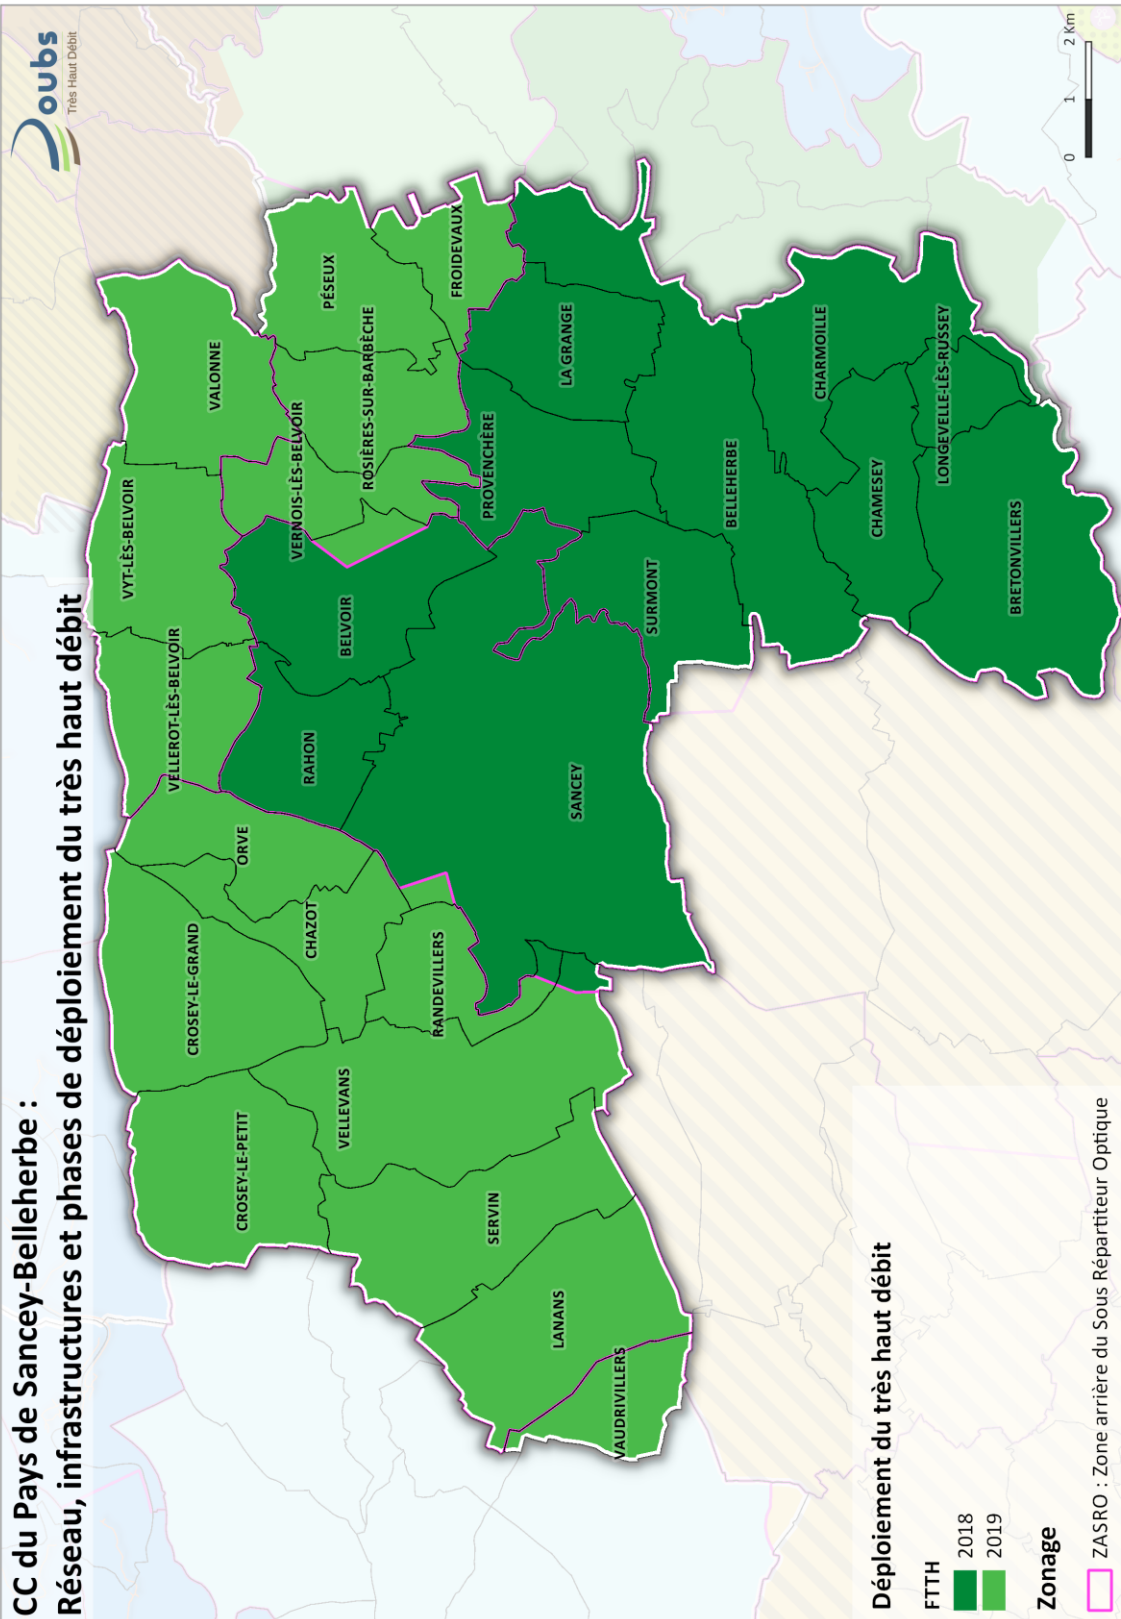 CC du Pays de Sancey-Belleherbe :
Réseau, infrastructures et phases de déploiement du très haut débit
Doubs
Très Haut Débit
VALONNE
VYT-LÈS-BELVOIR
VELLEROT-LÈS-BELVOIR
PÉSEUX
FROIDEVAUX
ROSIÈRES-SUR-BARBÈCHE
VERNOIS-LÈS-BELVOIR
BELVOIR
RAHON
ORVE
CHAZOT
CROSEY-LE-GRAND
CROSEY-LE-PETIT
RANDEVILLERS
VELLEVANS
SERVIN
LANANS
VAUDRIVILLERS
SANCEY
SURMONT
PROVENCHÈRE
LA GRANGE
BELLEHERBE
CHARMOILLE
CHAMESEY
LONGEVELLE-LÈS-RUSSEY
BRETONVILLERS
Déploiement du très haut débit
FTTH
2018
2019
Zonage
ZASRO : Zone arrière du Sous Répartiteur Optique
0 1 2 Km